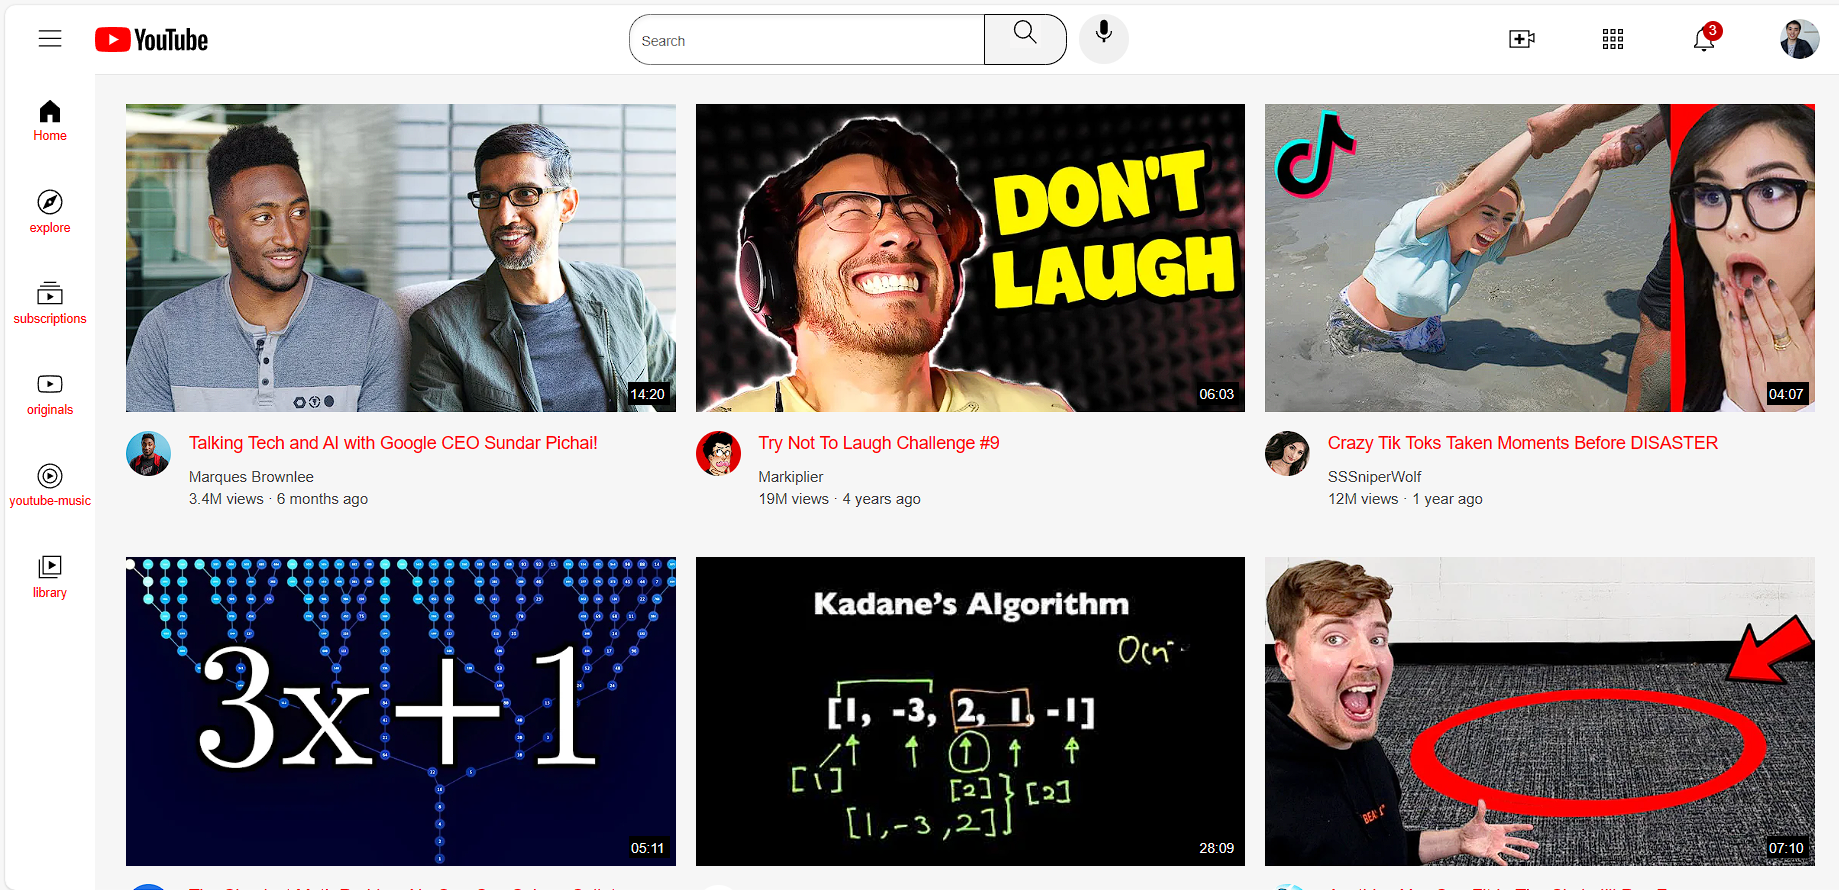 YouTube
Search
3
Home
explore
subscriptions
originals
youtube-music
library
14:20
DON'T
LAUGH
06:03
04:07
Talking Tech and AI with Google CEO Sundar Pichai!
Marques Brownlee
3.4M views · 6 months ago
Try Not To Laugh Challenge #9
Markiplier
19M views · 4 years ago
Crazy Tik Toks Taken Moments Before DISASTER
SSSniperWolf
12M views · 1 year ago
3x+1
05:11
Kadane's Algorithm
[1, -3, 2, 1, -1]
[1]
[2]
[2]
[1,-3,2]
28:09
07:10